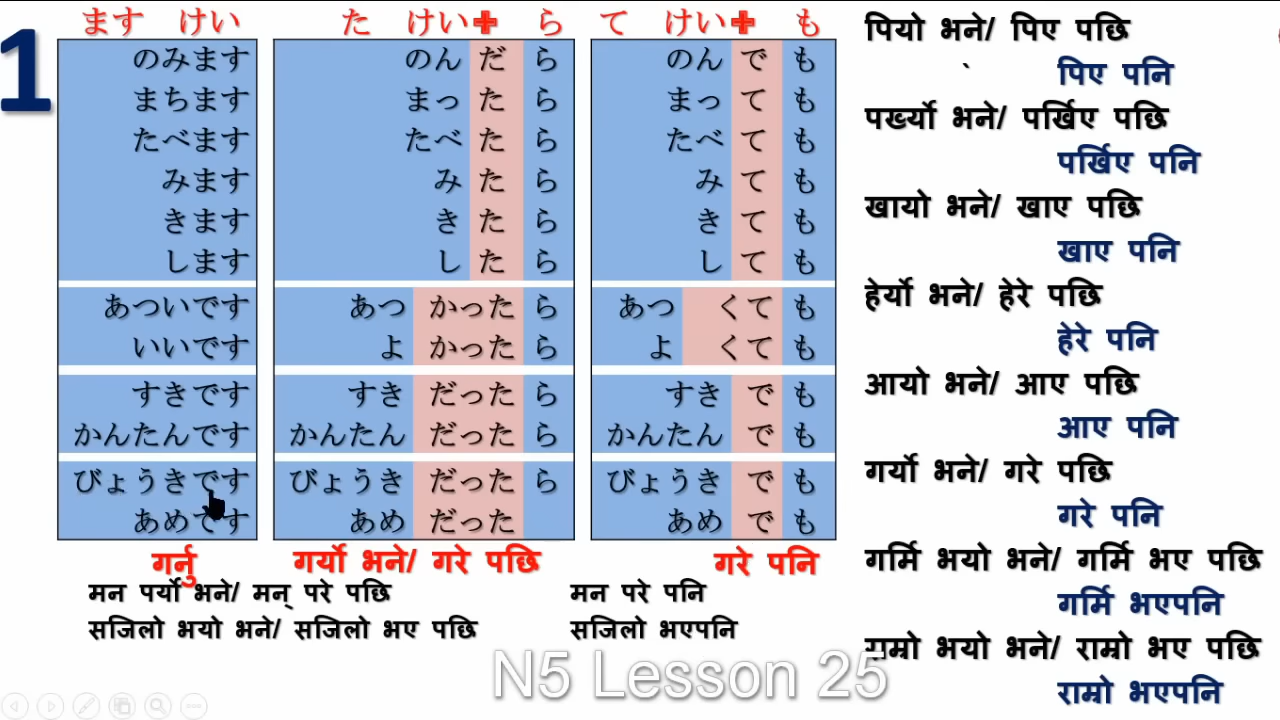 1
ます けい
のみます
まちます
たべます
みます
きます
します
あついです
いいです
すきです
かんたんです
びょうきです
あめです
गर्नु
た けい+ ら
のん だ ら
まっ た ら
たべ た ら
み た ら
き た ら
し た ら
あつ かった ら
よ かった ら
すき だった ら
かんたん だった ら
びょうき だった ら
あめ だった
गर्यो भने/ गरे पछि
て けい+ も
のん で も
まっ て も
たべ て も
み て も
き て も
し て も
あつ くて も
よ くて も
すき で も
かんたん で も
びょうき で も
あめ で も
गरे पनि
मन पर्यो भने/ मन् परे पछि
सजिलो भयो भने/ सजिलो भए पछि
मन परे पनि
सजिलो भएपनि
पियो भने/ पिए पछि
पिए पनि
पर्ख्यो भने/ पर्खिए पछि
पर्खिए पनि
खायो भने/ खाए पछि
खाए पनि
हेर्यो भने/ हेरे पछि
हेरे पनि
आयो भने/ आए पछि
आए पनि
गर्यो भने/ गरे पछि
गरे पनि
गर्मि भयो भने/ गर्मि भए पछि
गर्मि भएपनि
राम्रो भयो भने/ राम्रो भए पछि
राम्रो भएपनि
N5 Lesson 25